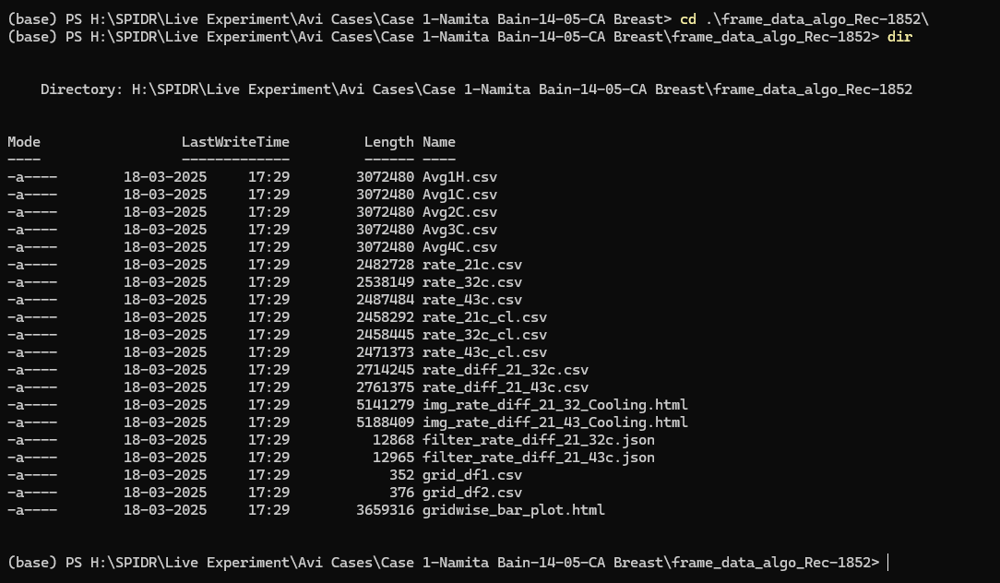 (base) PS H:\SPIDR\Live Experiment\Avi Cases\Case 1-Namita Bain-14-05-CA Breast> cd .\frame_data_algo_Rec-1852\
(base) PS H:\SPIDR\Live Experiment\Avi Cases\Case 1-Namita Bain-14-05-CA Breast\frame_data_algo_Rec-1852> dir
Directory: H:\SPIDR\Live Experiment\Avi Cases\Case 1-Namita Bain-14-05-CA Breast\frame_data_algo_Rec-1852
Mode                 LastWriteTime         Length Name
----                 -------------         ------ ----
-a----        18-03-2025     17:29        3072480 Avg1H.csv
-a----        18-03-2025     17:29        3072480 Avg1C.csv
-a----        18-03-2025     17:29        3072480 Avg2C.csv
-a----        18-03-2025     17:29        3072480 Avg3C.csv
-a----        18-03-2025     17:29        3072480 Avg4C.csv
-a----        18-03-2025     17:29        2482728 rate_21c.csv
-a----        18-03-2025     17:29        2538149 rate_32c.csv
-a----        18-03-2025     17:29        2487484 rate_43c.csv
-a----        18-03-2025     17:29        2458292 rate_21c_cl.csv
-a----        18-03-2025     17:29        2458445 rate_32c_cl.csv
-a----        18-03-2025     17:29        2471373 rate_43c_cl.csv
-a----        18-03-2025     17:29        2714245 rate_diff_21_32c.csv
-a----        18-03-2025     17:29        2761375 rate_diff_21_43c.csv
-a----        18-03-2025     17:29        5141279 img_rate_diff_21_32_Cooling.html
-a----        18-03-2025     17:29        5188409 img_rate_diff_21_43_Cooling.html
-a----        18-03-2025     17:29          12868 filter_rate_diff_21_32c.json
-a----        18-03-2025     17:29          12965 filter_rate_diff_21_43c.json
-a----        18-03-2025     17:29            352 grid_df1.csv
-a----        18-03-2025     17:29            376 grid_df2.csv
-a----        18-03-2025     17:29        3659316 gridwise_bar_plot.html
(base) PS H:\SPIDR\Live Experiment\Avi Cases\Case 1-Namita Bain-14-05-CA Breast\frame_data_algo_Rec-1852>